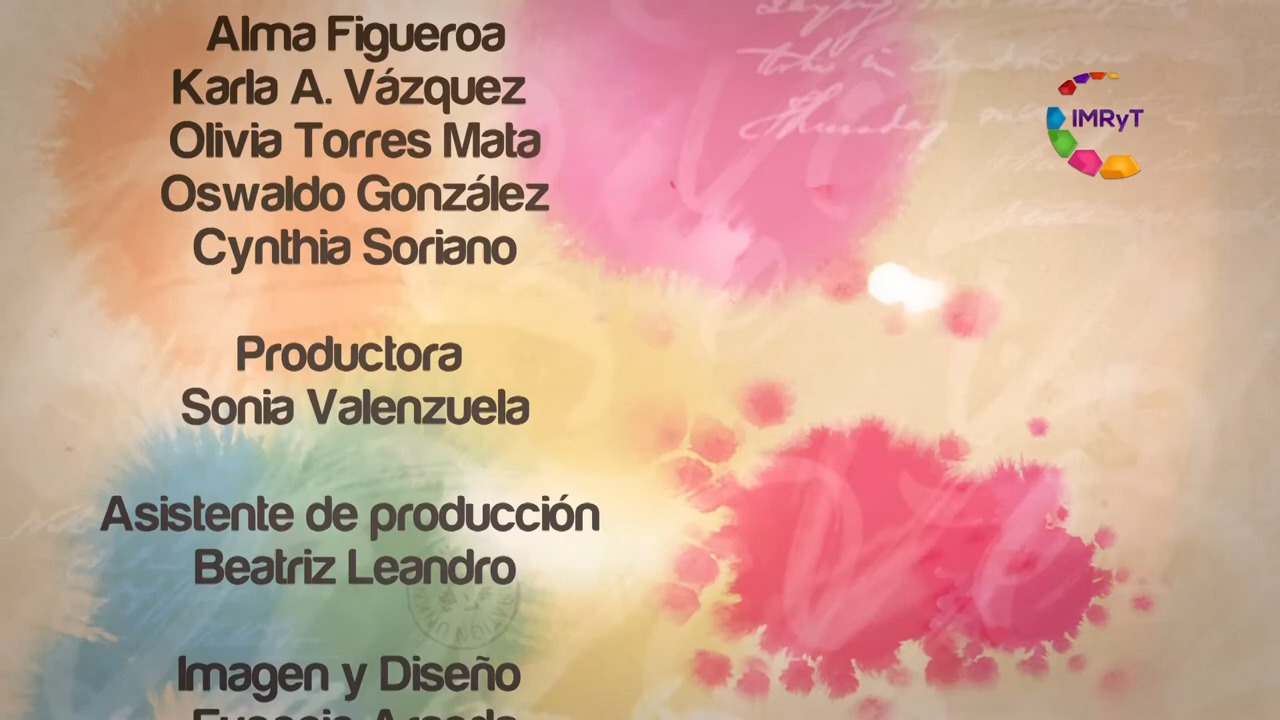 Alma Figueroa
Karla A. Vázquez
Olivia Torres Mata
Oswaldo González
Cynthia Soriano
Productora
Sonia Valenzuela
Asistente de producción
Beatriz Leandro
Imagen y Diseño
IMRyT
Thursday